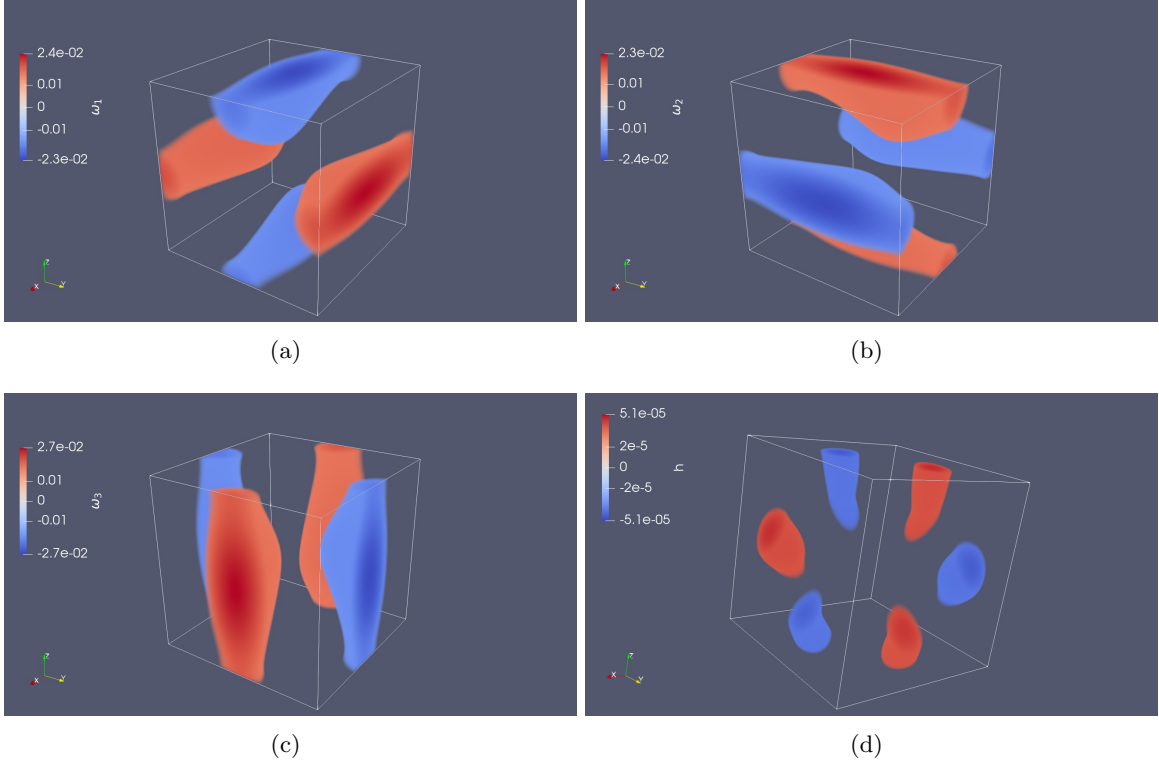 2.4e-02
0.01
0
-0.01
-2.3e-02
ω1
Z
X
Y
(a)
2.3e-02
0.01
0
-0.01
-2.4e-02
ω2
Z
X
Y
(b)
2.7e-02
0.01
0
-0.01
-2.7e-02
ω3
Z
X
Y
(c)
5.1e-05
2e-5
0
-2e-5
-5.1e-05
h
Z
X
Y
(d)